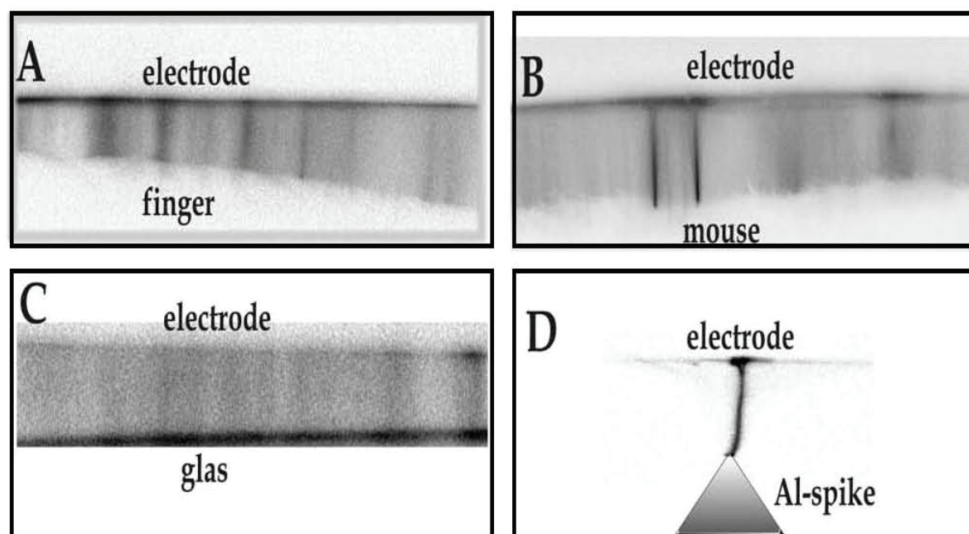 A
electrode
finger
B
electrode
mouse
C
electrode
glas
D
electrode
Al-spike